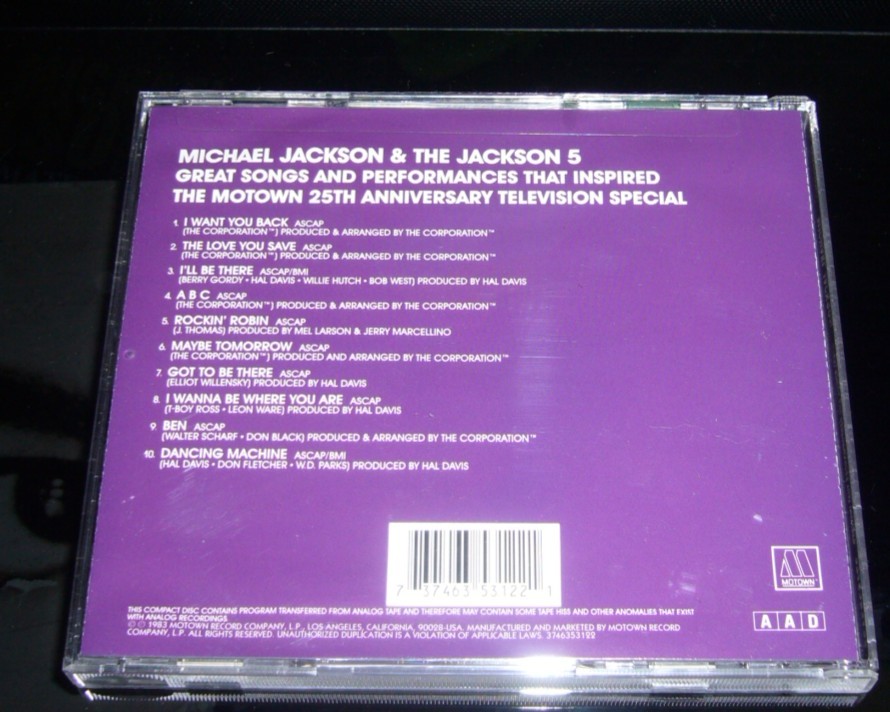 MICHAEL JACKSON & THE JACKSON 5
GREAT SONGS AND PERFORMANCES THAT INSPIRED
THE MOTOWN 25TH ANNIVERSARY TELEVISION SPECIAL
1. I WANT YOU BACK ASCAP
(THE CORPORATION™) PRODUCED & ARRANGED BY THE CORPORATION™
2. THE LOVE YOU SAVE ASCAP
(THE CORPORATION™) PRODUCED & ARRANGED BY THE CORPORATION™
3. I'LL BE THERE ASCAP/BMI
(BERRY GORDY • HAL DAVIS • WILLIE HUTCH • BOB WEST) PRODUCED BY HAL DAVIS
4. A B C ASCAP
(THE CORPORATION™) PRODUCED & ARRANGED BY THE CORPORATION™
5. ROCKIN' ROBIN ASCAP
(J. THOMAS) PRODUCED BY MEL LARSON & JERRY MARCELLINO
6. MAYBE TOMORROW ASCAP
(THE CORPORATION™) PRODUCED AND ARRANGED BY THE CORPORATION™
7. GOT TO BE THERE ASCAP
(ELLIOT WILLENSKY) PRODUCED BY HAL DAVIS
8. I WANNA BE WHERE YOU ARE ASCAP
(T-BOY ROSS • LEON WARE) PRODUCED BY HAL DAVIS
9. BEN ASCAP
(WALTER SCHARF • DON BLACK) PRODUCED & ARRANGED BY THE CORPORATION™
10. DANCING MACHINE ASCAP/BMI
(HAL DAVIS • DON FLETCHER • W.D. PARKS) PRODUCED BY HAL DAVIS
7 37463 53122 1
MOTOWN™
THIS COMPACT DISC CONTAINS PROGRAM TRANSFERRED FROM ANALOG TAPE AND THEREFORE MAY CONTAIN SOME TAPE HISS AND OTHER ANOMALIES THAT EXIST
WITH ANALOG RECORDINGS.
℗ © 1983 MOTOWN RECORD COMPANY, L.P., LOS ANGELES, CALIFORNIA, 90028-USA. MANUFACTURED AND MARKETED BY MOTOWN RECORD
COMPANY, L.P. ALL RIGHTS RESERVED. UNAUTHORIZED DUPLICATION IS A VIOLATION OF APPLICABLE LAWS. 3746353122
A A D